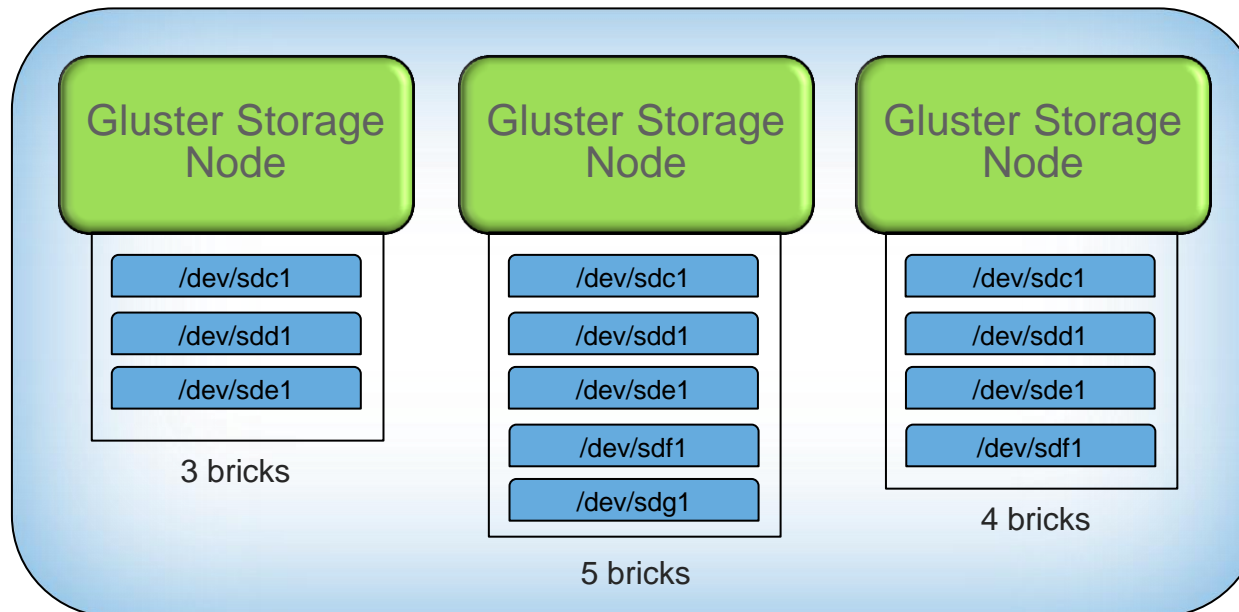 Gluster Storage
Node
/dev/sdc1
/dev/sdd1
/dev/sde1
3 bricks
Gluster Storage
Node
/dev/sdc1
/dev/sdd1
/dev/sde1
/dev/sdf1
/dev/sdg1
5 bricks
Gluster Storage
Node
/dev/sdc1
/dev/sdd1
/dev/sde1
/dev/sdf1
4 bricks